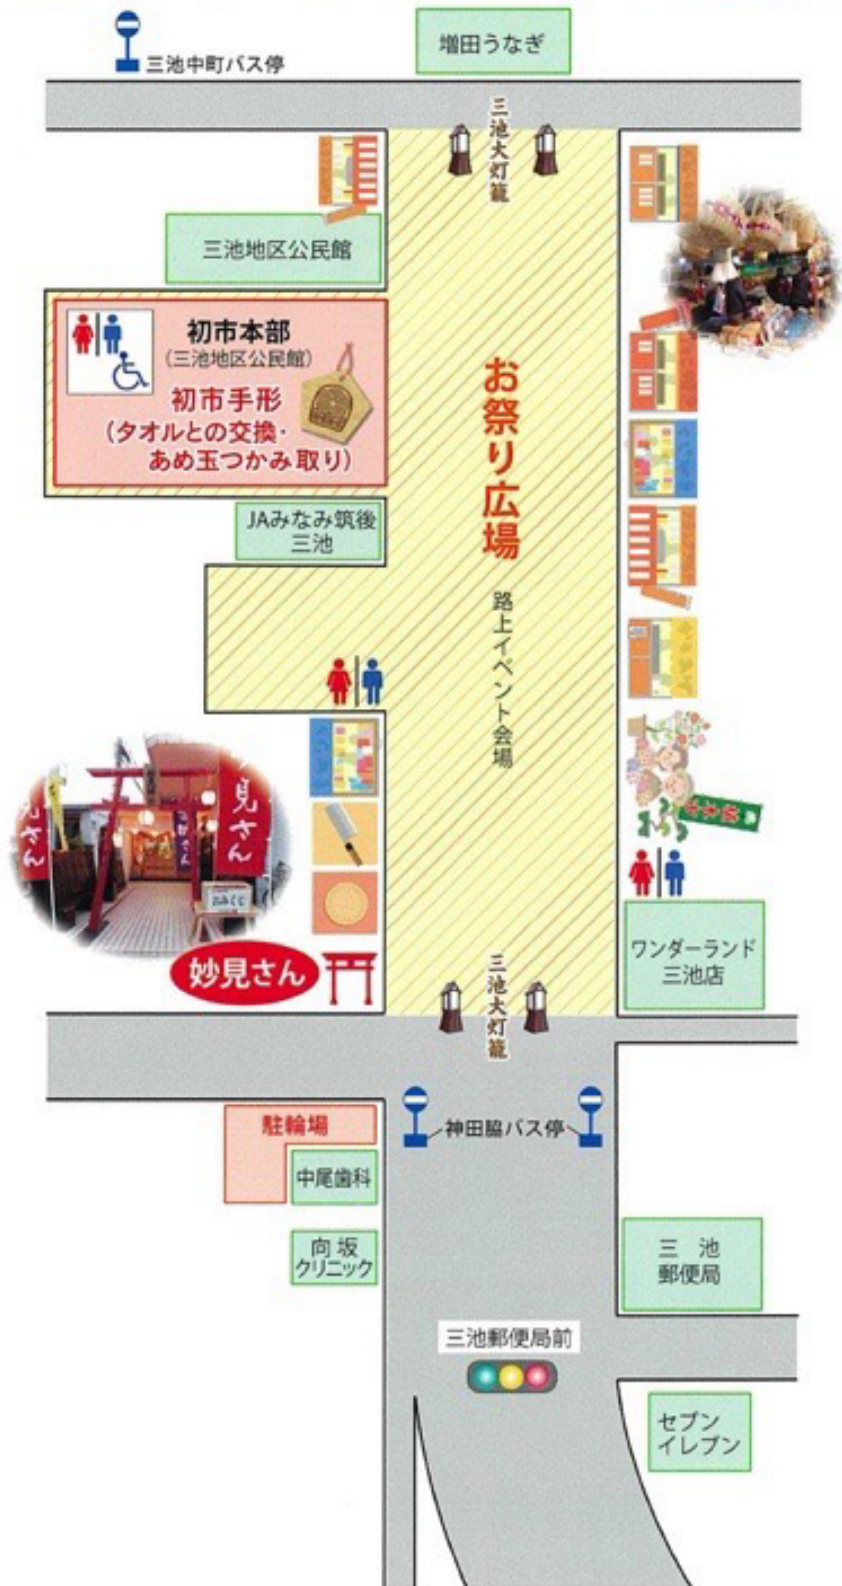 増田うなぎ
三池中町バス停
三池大灯籠
三池地区公民館
初市本部
(三池地区公民館)
初市手形
(タオルとの交換・
あめ玉つかみ取り)
お祭り広場
路上イベント会場
JAみなみ筑後
三池
見さん
おみくじ
妙見さん
ワンダーランド
三池店
三池大灯籠
神田脇バス停
駐輪場
中尾歯科
向坂
クリニック
三池
郵便局
三池郵便局前
セブン
イレブン